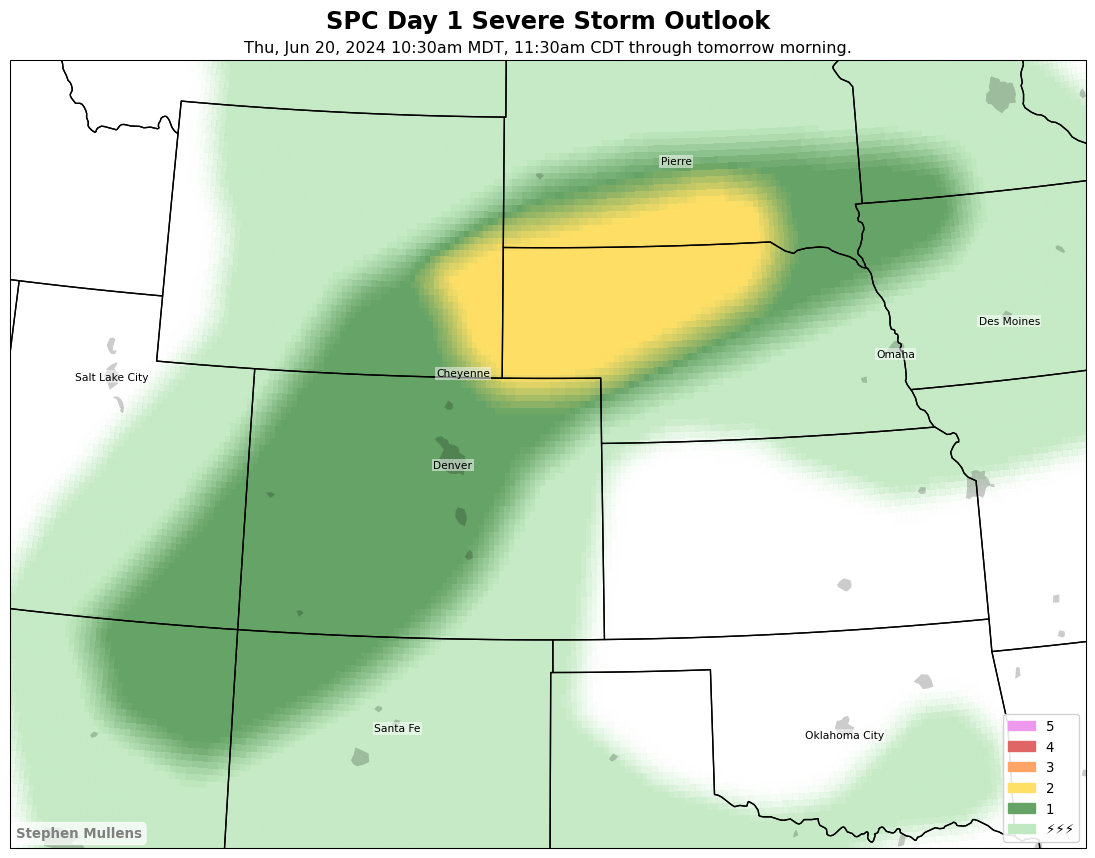 SPC Day 1 Severe Storm Outlook
Thu, Jun 20, 2024 10:30am MDT, 11:30am CDT through tomorrow morning.
Pierre
Des Moines
Omaha
Cheyenne
Salt Lake City
Denver
Santa Fe
Oklahoma City
5
4
3
2
1
⚡⚡⚡
Stephen Mullens